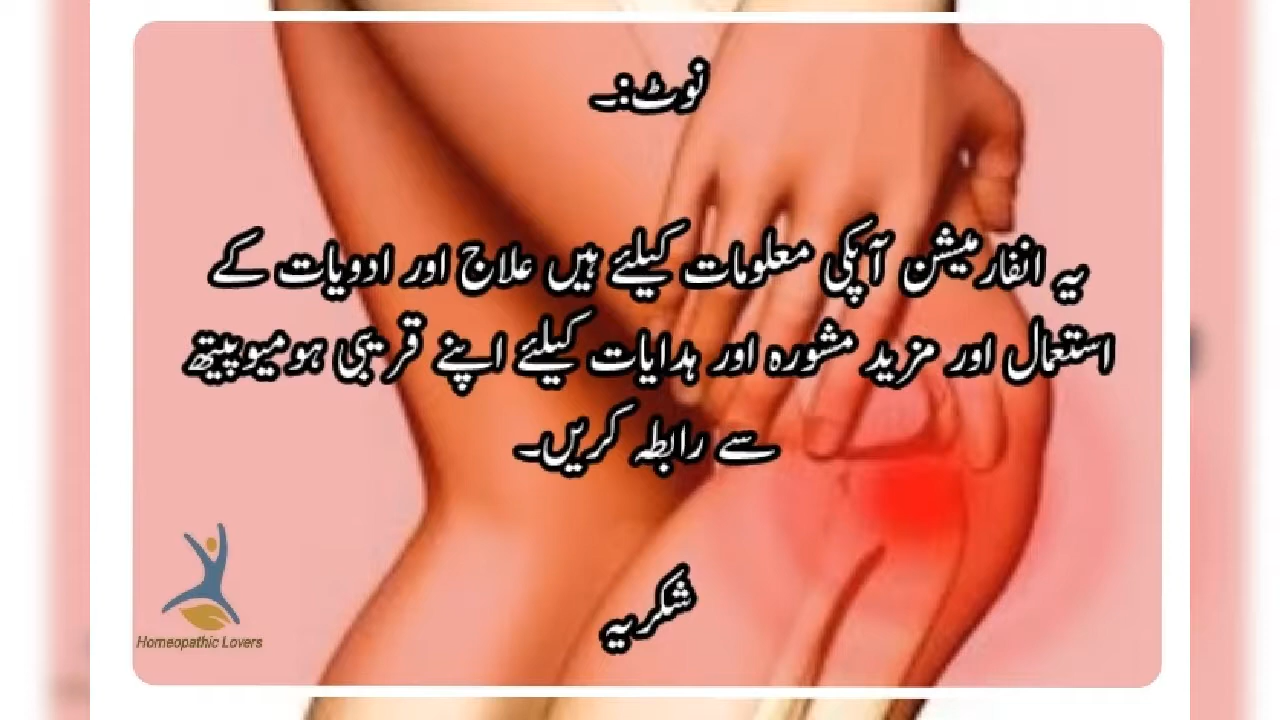 نوٹ:۔
یہ انفارمیشن آپکی معلومات کیلئے ہیں علاج اور ادویات کے
استعمال اور مزید مشورہ اور ہدایات کیلئے اپنے قریبی ہومیوپیتھ
سے رابطہ کریں۔
شکریہ
Homeopathic Lovers